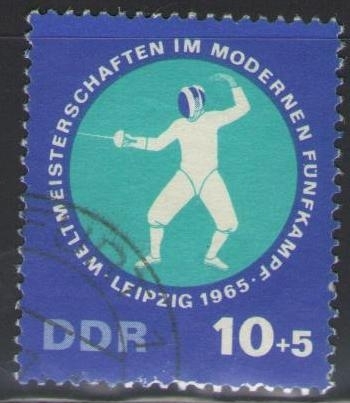 WELTMEISTERSCHAFTEN IM MODERNEN FÜNFKAMPF
· LEIPZIG 1965 ·
DDR 10+5